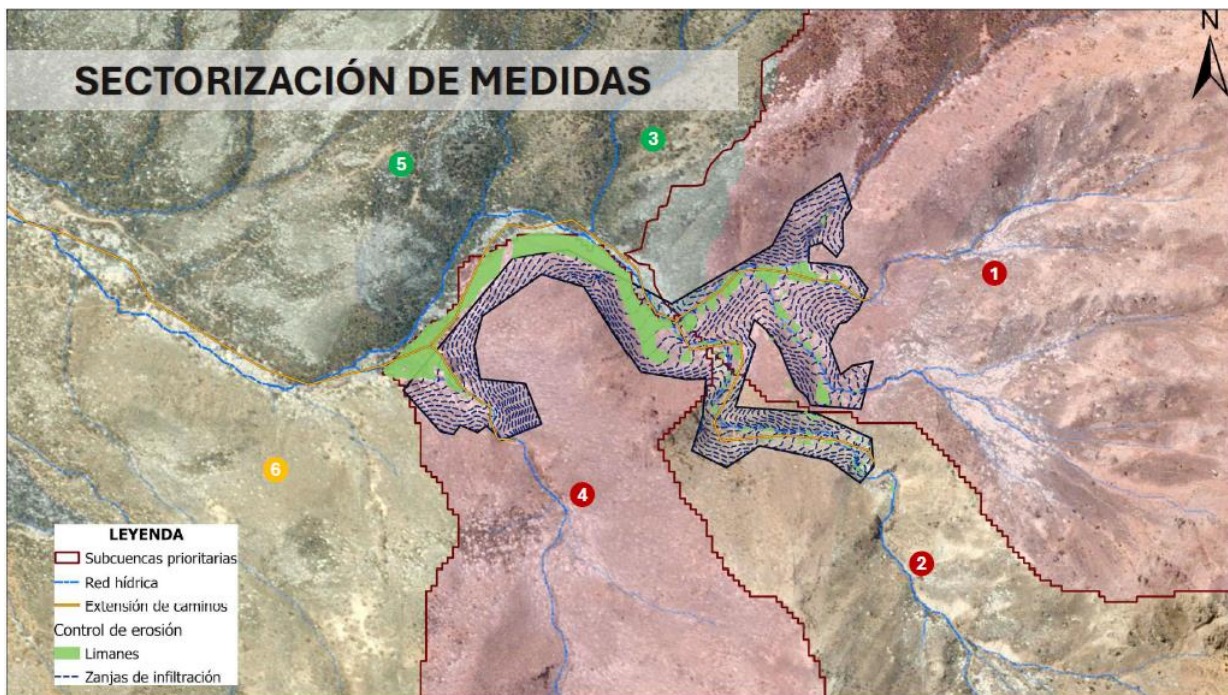 N
SECTORIZACIÓN DE MEDIDAS
3
5
1
6
4
2
LEYENDA
Subcuencas prioritarias
Red hídrica
Extensión de caminos
Control de erosión
Limanes
Zanjas de infiltración